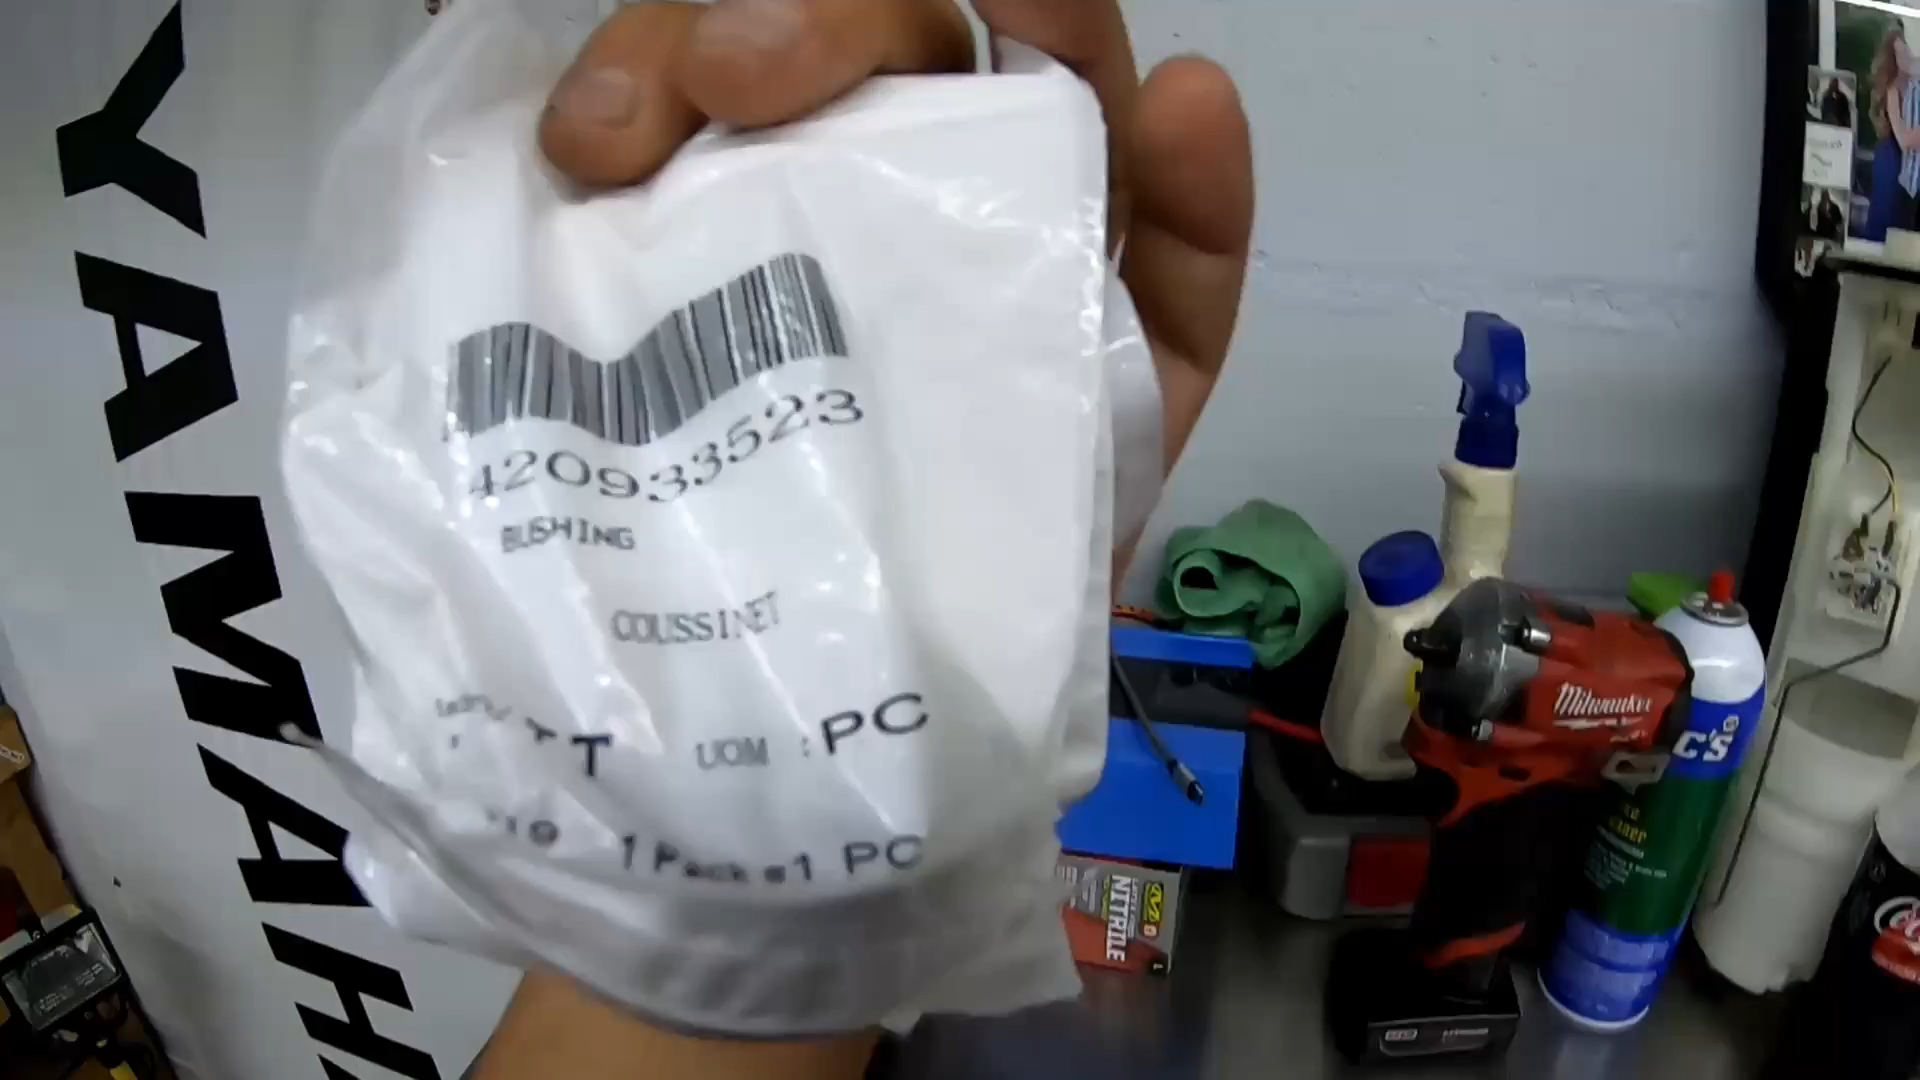 YAMAHA
420933523
BUSHING
COUSSINET
T UOM : PC
1 Pack = 1 PC
Milwaukee
C'S
NITRILE